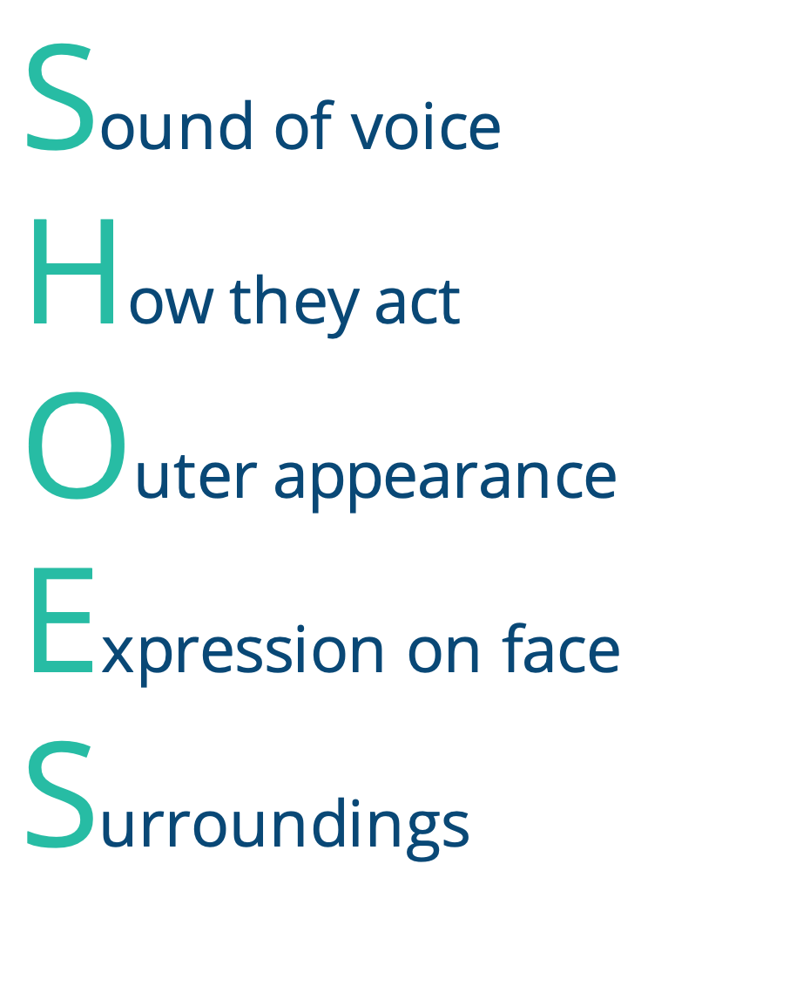 Sound of voice
How they act
Outer appearance
Expression on face
Surroundings